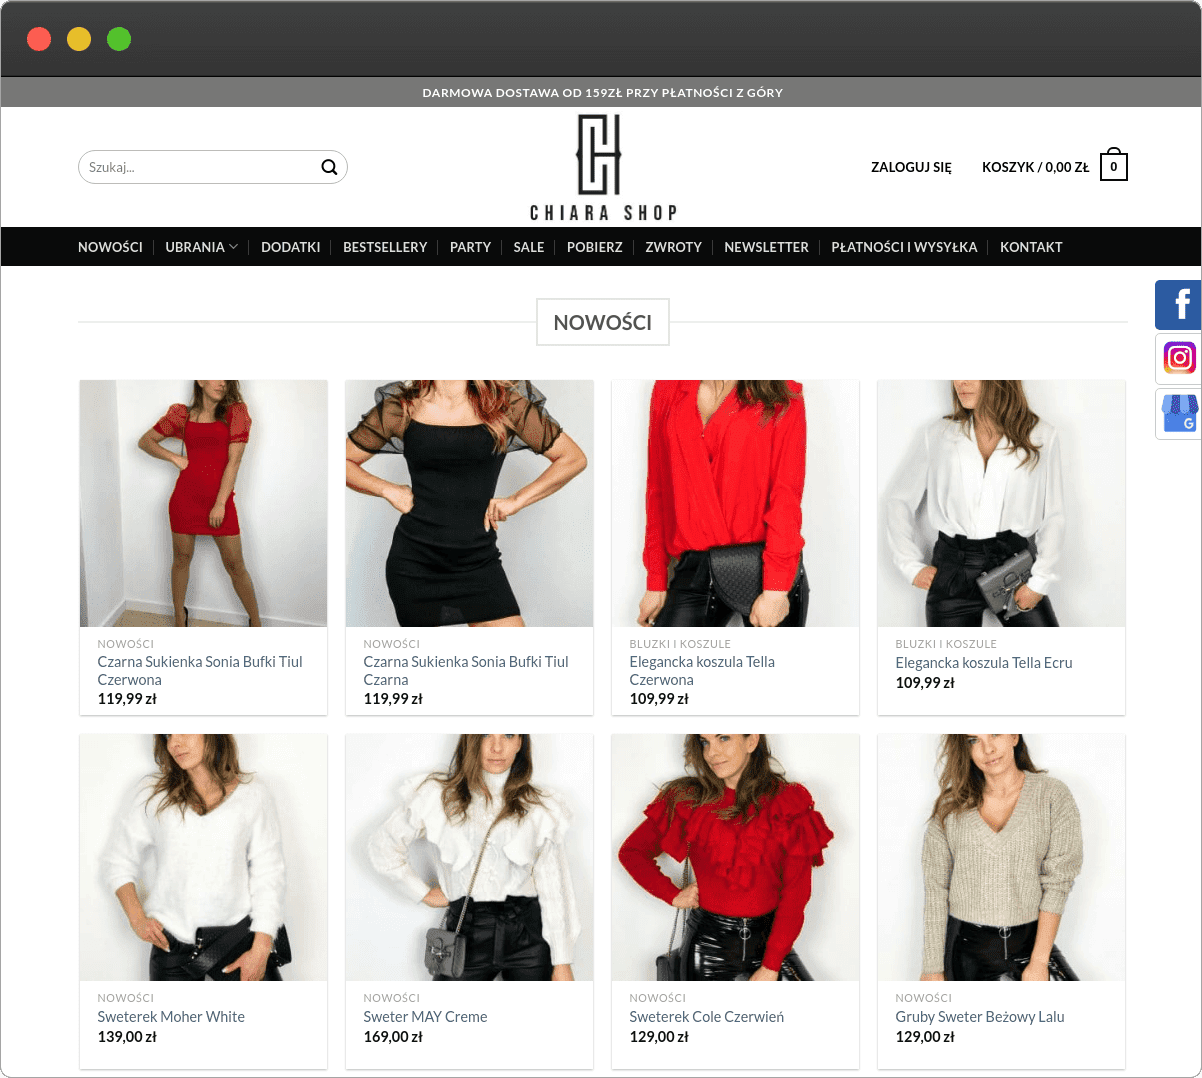 DARMOWA DOSTAWA OD 159ZŁ PRZY PŁATNOŚCI Z GÓRY
Szukaj...
CHIARA SHOP
ZALOGUJ SIĘ
KOSZYK / 0,00 ZŁ
0
NOWOŚCI UBRANIA DODATKI BESTSELLERY PARTY SALE POBIERZ ZWROTY NEWSLETTER PŁATNOŚCI I WYSYŁKA KONTAKT
NOWOŚCI
NOWOŚCI
Czarna Sukienka Sonia Bufki Tiul
Czerwona
119,99 zł
NOWOŚCI
Czarna Sukienka Sonia Bufki Tiul
Czarna
119,99 zł
BLUZKI I KOSZULE
Elegancka koszula Tella
Czerwona
109,99 zł
BLUZKI I KOSZULE
Elegancka koszula Tella Ecru
109,99 zł
NOWOŚCI
Sweterek Moher White
139,00 zł
NOWOŚCI
Sweter MAY Creme
169,00 zł
NOWOŚCI
Sweterek Cole Czerwień
129,00 zł
NOWOŚCI
Gruby Sweter Beżowy Lalu
129,00 zł